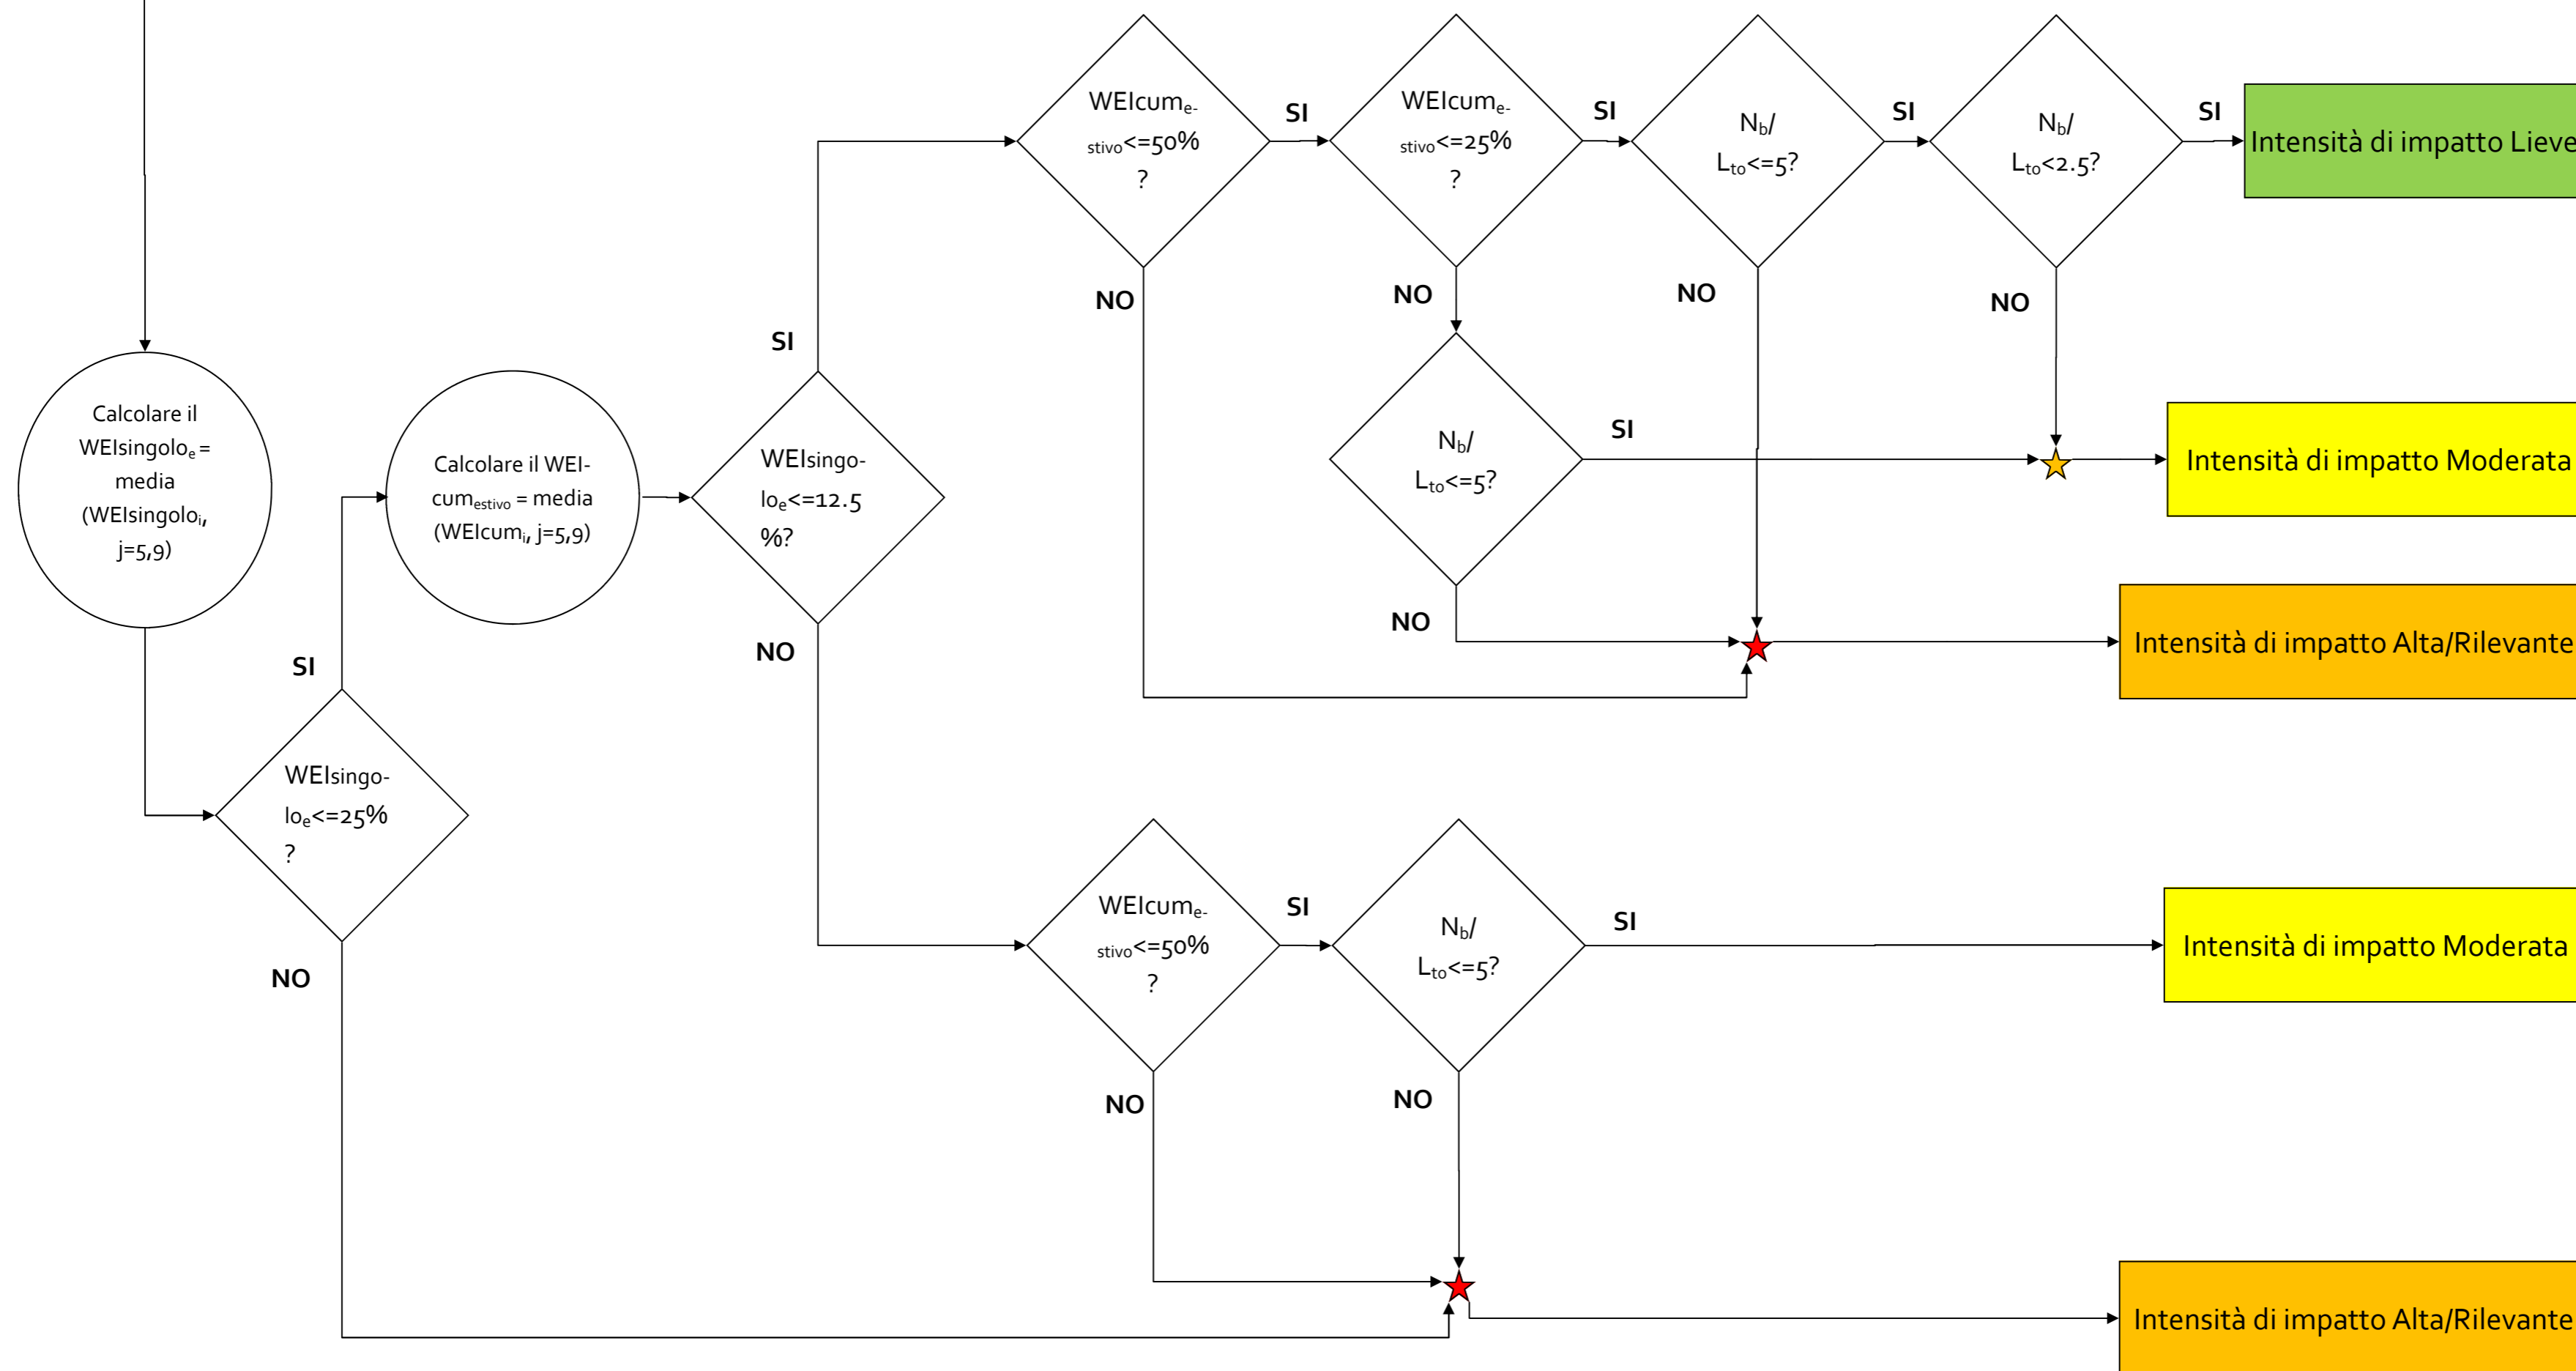 WEIcumₑ-
stivo<=50%
?
SI
WEIcumₑ-
stivo<=25%
?
SI
Nb/
Lto<=5?
SI
Nb/
Lto<2.5?
SI
Intensità di impatto Lieve
NO
NO
NO
NO
SI
Calcolare il
WEIsingoloₑ =
media
(WEIsingoloᵢ,
j=5,9)
Calcolare il WEI-
cumestivo = media
(WEIcumᵢ, j=5,9)
WEIsingo-
loₑ<=12.5
%?
Nb/
Lto<=5?
SI
Intensità di impatto Moderata
NO
Intensità di impatto Alta/Rilevante
NO
SI
WEIsingo-
loₑ<=25%
?
NO
WEIcumₑ-
stivo<=50%
?
SI
Nb/
Lto<=5?
SI
Intensità di impatto Moderata
NO
NO
Intensità di impatto Alta/Rilevante